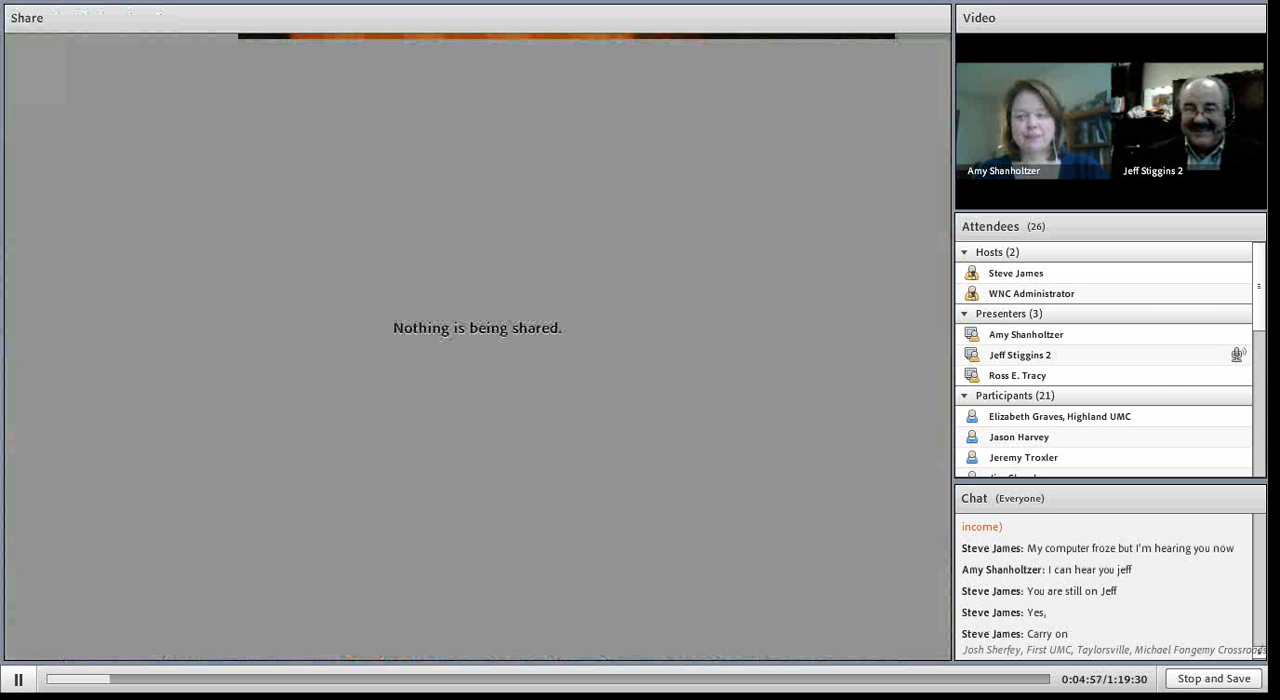 Share
Video
Amy Shanholtzer
Jeff Stiggins 2
Attendees (26)
Hosts (2)
Steve James
WNC Administrator
Presenters (3)
Amy Shanholtzer
Jeff Stiggins 2
Ross E. Tracy
Participants (21)
Elizabeth Graves, Highland UMC
Jason Harvey
Jeremy Troxler
Chat (Everyone)
income)
Steve James: My computer froze but I'm hearing you now
Amy Shanholtzer: I can hear you jeff
Steve James: You are still on Jeff
Steve James: Yes,
Steve James: Carry on
Josh Sherfey, First UMC, Taylorsville, Michael Fongemy Crossroads
Nothing is being shared.
0:04:57/1:19:30
Stop and Save